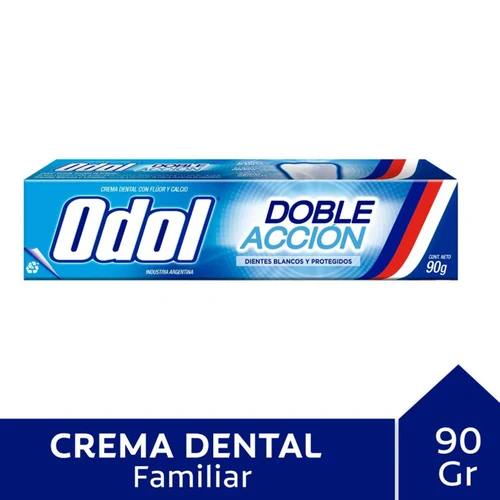 CREMA DENTAL CON FLÚOR Y CALCIO
Odol
INDUSTRIA ARGENTINA
DOBLE
ACCIÓN
DIENTES BLANCOS Y PROTEGIDOS
CONT. NETO
90g
CREMA DENTAL
Familiar
90
Gr